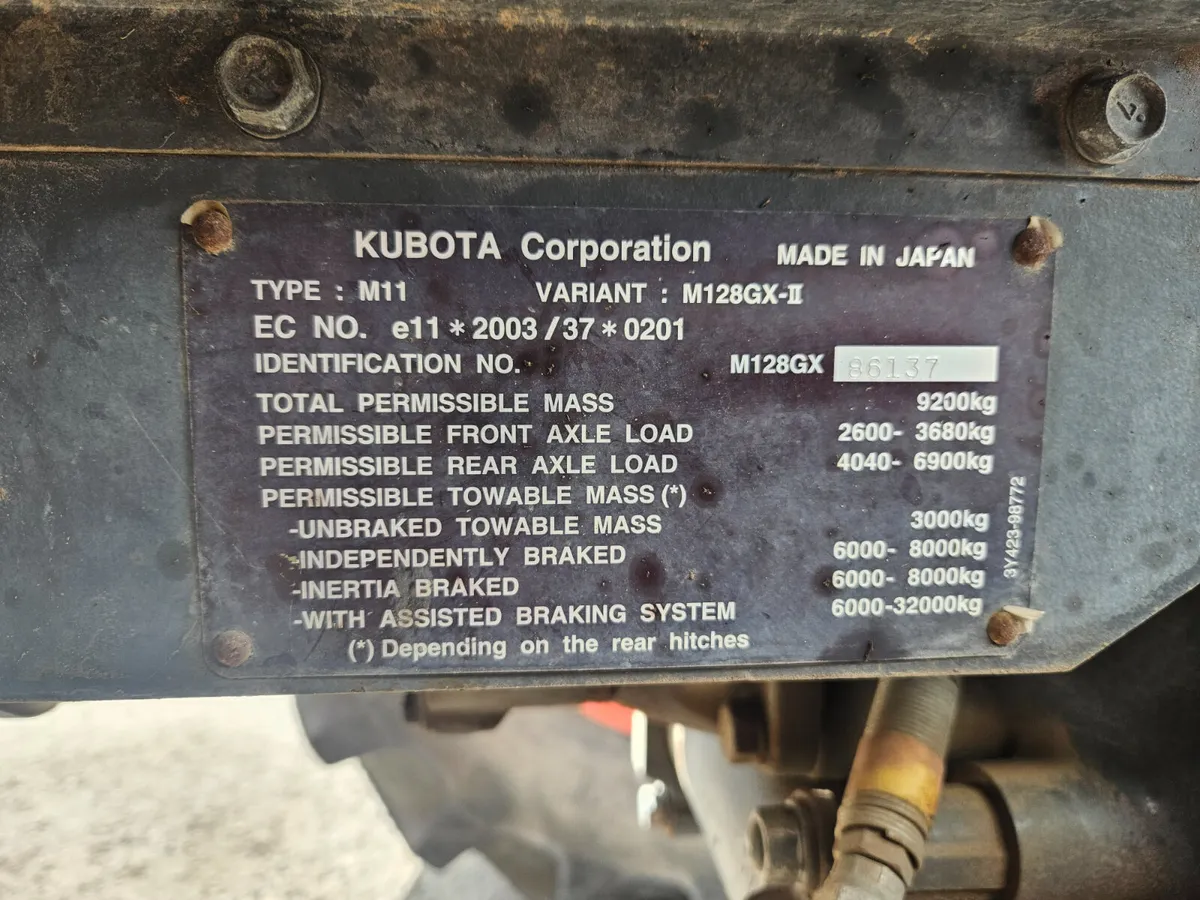 KUBOTA Corporation MADE IN JAPAN
TYPE : M11 VARIANT : M128GX-II
EC NO. e11*2003/37*0201
IDENTIFICATION NO. M128GX 86137
TOTAL PERMISSIBLE MASS 9200kg
PERMISSIBLE FRONT AXLE LOAD 2600- 3680kg
PERMISSIBLE REAR AXLE LOAD 4040- 6900kg
PERMISSIBLE TOWABLE MASS(*)
-UNBRAKED TOWABLE MASS 3000kg
-INDEPENDENTLY BRAKED 6000- 8000kg
-INERTIA BRAKED 6000- 8000kg
-WITH ASSISTED BRAKING SYSTEM 6000-32000kg
(*) Depending on the rear hitches
3Y423-98772